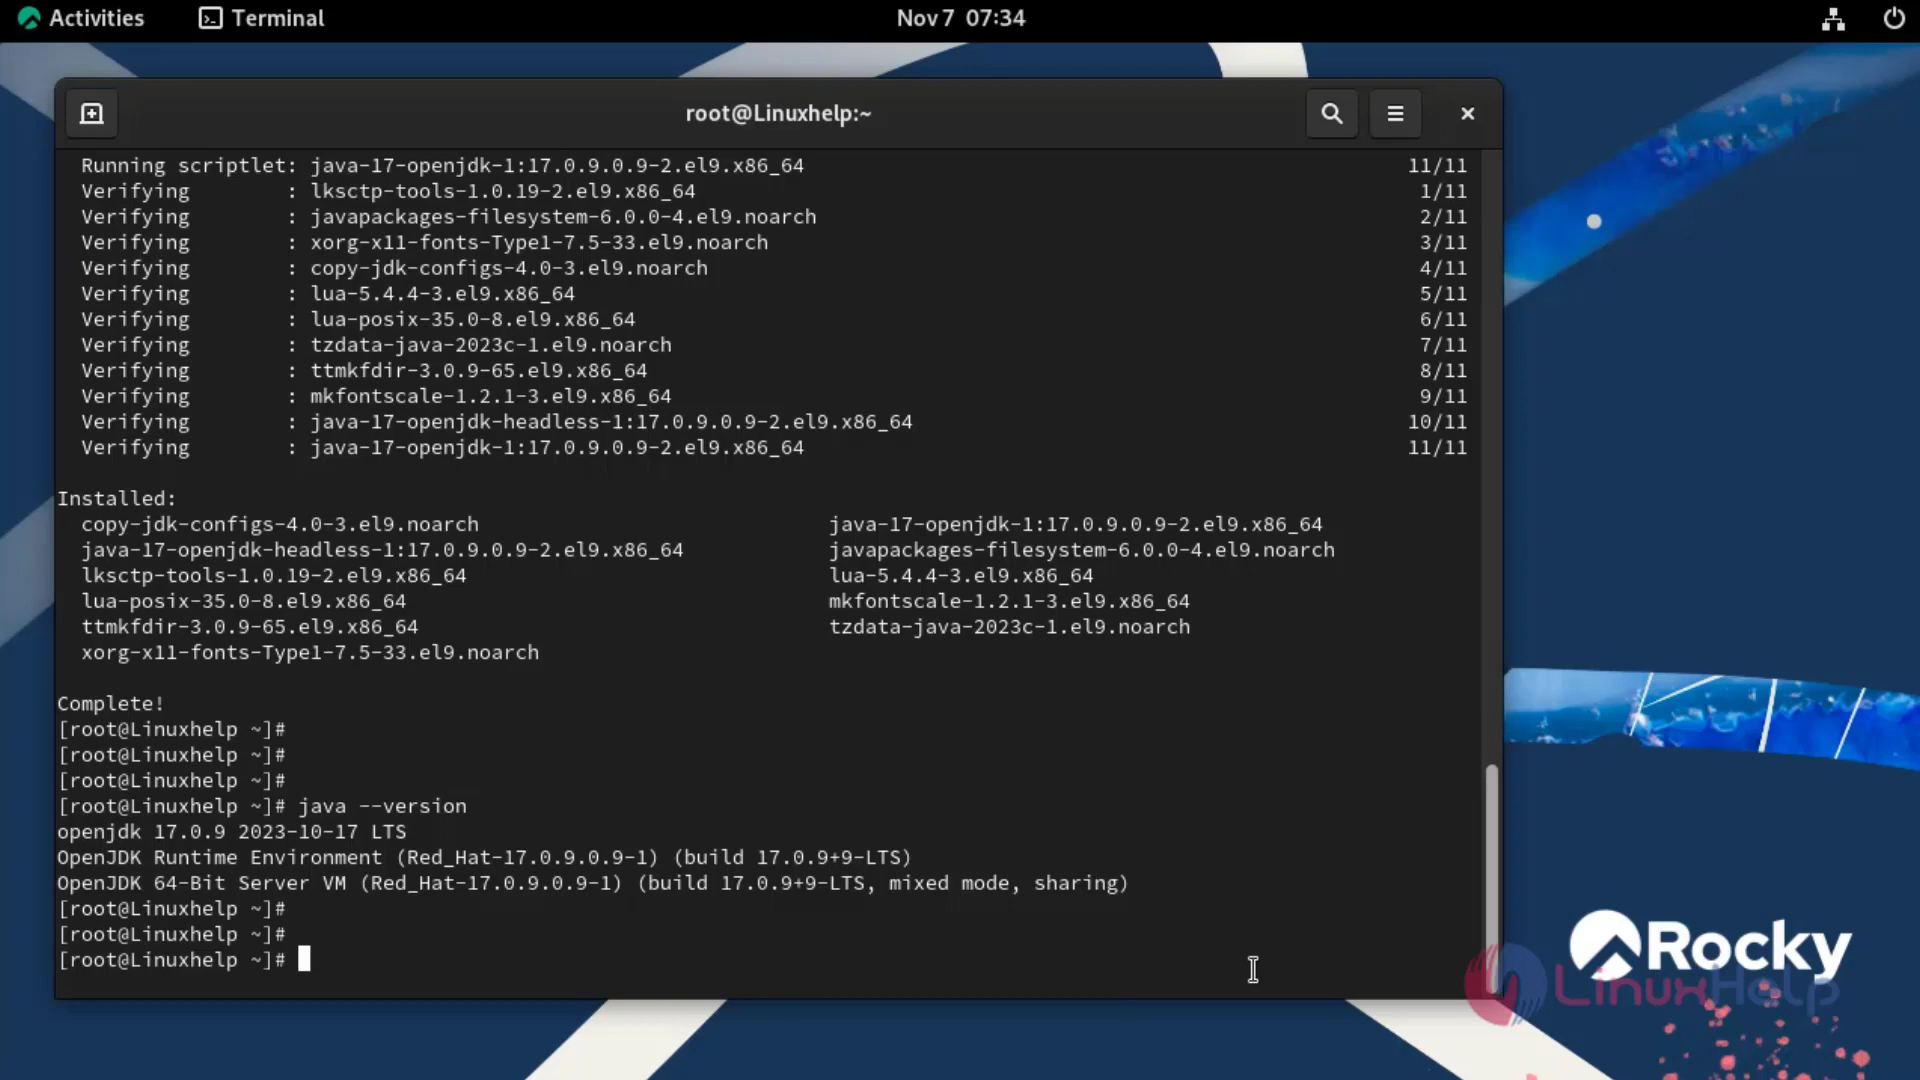 Activities Terminal Nov 7 07:34
root@Linuxhelp:~
Running scriptlet: java-17-openjdk-1:17.0.9.0.9-2.el9.x86_64 11/11
Verifying : lksctp-tools-1.0.19-2.el9.x86_64 1/11
Verifying : javapackages-filesystem-6.0.0-4.el9.noarch 2/11
Verifying : xorg-x11-fonts-Type1-7.5-33.el9.noarch 3/11
Verifying : copy-jdk-configs-4.0-3.el9.noarch 4/11
Verifying : lua-5.4.4-3.el9.x86_64 5/11
Verifying : lua-posix-35.0-8.el9.x86_64 6/11
Verifying : tzdata-java-2023c-1.el9.noarch 7/11
Verifying : ttmkfdir-3.0.9-65.el9.x86_64 8/11
Verifying : mkfontscale-1.2.1-3.el9.x86_64 9/11
Verifying : java-17-openjdk-headless-1:17.0.9.0.9-2.el9.x86_64 10/11
Verifying : java-17-openjdk-1:17.0.9.0.9-2.el9.x86_64 11/11
Installed:
copy-jdk-configs-4.0-3.el9.noarch java-17-openjdk-1:17.0.9.0.9-2.el9.x86_64
java-17-openjdk-headless-1:17.0.9.0.9-2.el9.x86_64 javapackages-filesystem-6.0.0-4.el9.noarch
lksctp-tools-1.0.19-2.el9.x86_64 lua-5.4.4-3.el9.x86_64
lua-posix-35.0-8.el9.x86_64 mkfontscale-1.2.1-3.el9.x86_64
ttmkfdir-3.0.9-65.el9.x86_64 tzdata-java-2023c-1.el9.noarch
xorg-x11-fonts-Type1-7.5-33.el9.noarch
Complete!
[root@Linuxhelp ~]#
[root@Linuxhelp ~]#
[root@Linuxhelp ~]#
[root@Linuxhelp ~]# java --version
openjdk 17.0.9 2023-10-17 LTS
OpenJDK Runtime Environment (Red_Hat-17.0.9.0.9-1) (build 17.0.9+9-LTS)
OpenJDK 64-Bit Server VM (Red_Hat-17.0.9.0.9-1) (build 17.0.9+9-LTS, mixed mode, sharing)
[root@Linuxhelp ~]#
[root@Linuxhelp ~]#
[root@Linuxhelp ~]#
Rocky
LinuxHelp